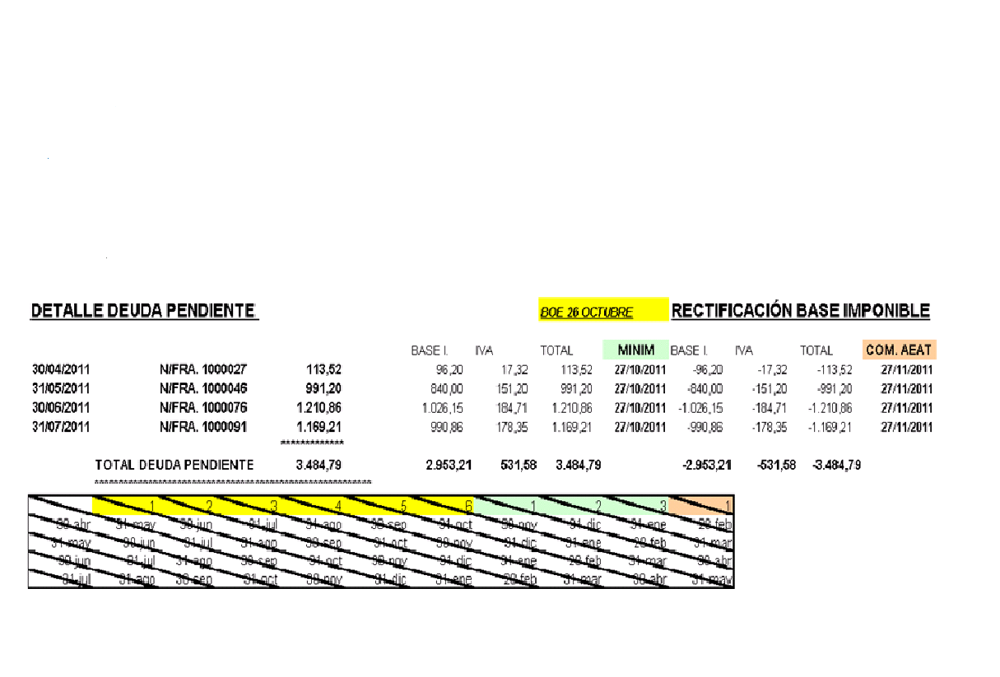 DETALLE DEUDA PENDIENTE BOE 26 OCTUBRE RECTIFICACIÓN BASE IMPONIBLE
BASE I. IVA TOTAL MINIM BASE I. IVA TOTAL COM. AEAT
30/04/2011 N/FRA. 1000027 113,52 96,20 17,32 113,52 27/10/2011 -96,20 -17,32 -113,52 27/11/2011
31/05/2011 N/FRA. 1000046 991,20 840,00 151,20 991,20 27/10/2011 -840,00 -151,20 -991,20 27/11/2011
30/06/2011 N/FRA. 1000076 1.210,86 1.026,15 184,71 1.210,86 27/10/2011 -1.026,15 -184,71 -1.210,86 27/11/2011
31/07/2011 N/FRA. 1000091 1.169,21 990,86 178,35 1.169,21 27/10/2011 -990,86 -178,35 -1.169,21 27/11/2011
*************
TOTAL DEUDA PENDIENTE 3.484,79 2.953,21 531,58 3.484,79 -2.953,21 -531,58 -3.484,79
**********************************************************
1 2 3 4 5 6 1 2 3 1
30-abr 31-may 30-jun 31-jul 31-ago 30-sep 31-oct 30-nov 31-dic 31-ene 28-feb
31-may 30-jun 31-jul 31-ago 30-sep 31-oct 30-nov 31-dic 31-ene 28-feb 31-mar
30-jun 31-jul 31-ago 30-sep 31-oct 30-nov 31-dic 31-ene 28-feb 31-mar 30-abr
31-jul 31-ago 30-sep 31-oct 30-nov 31-dic 31-ene 28-feb 31-mar 30-abr 31-may